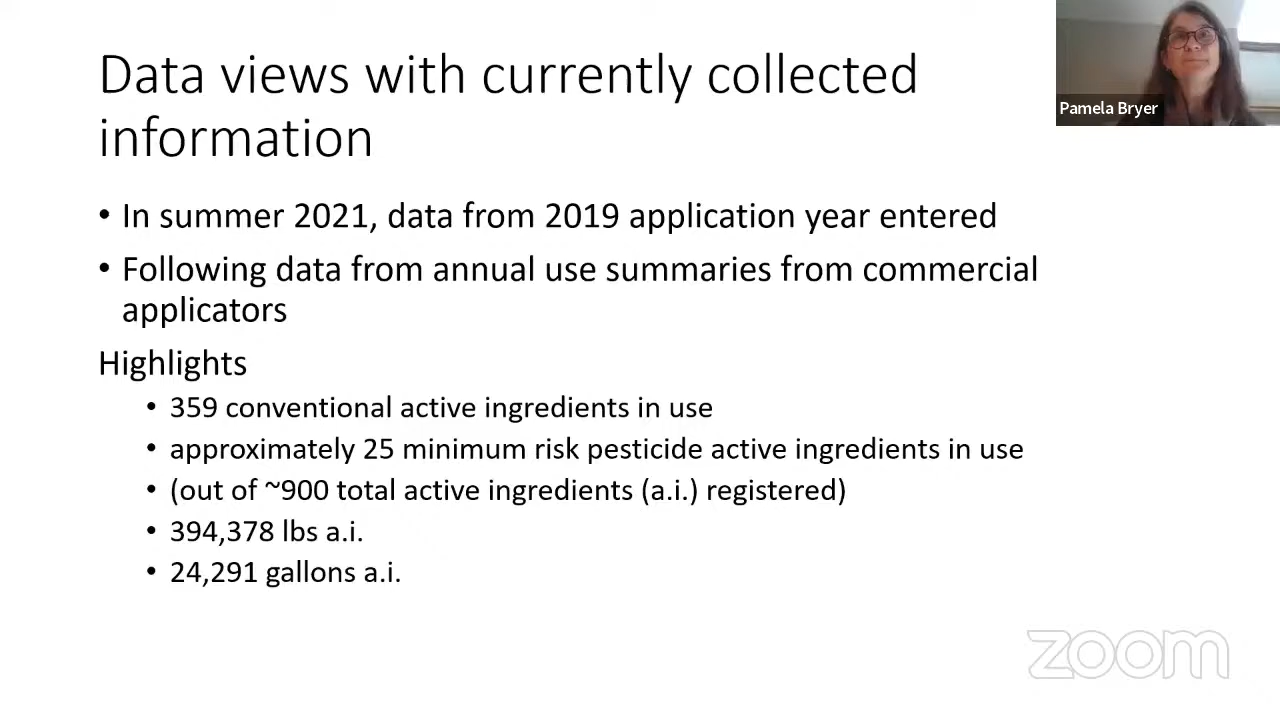 Data views with currently collected
information
Pamela Bryer
• In summer 2021, data from 2019 application year entered
• Following data from annual use summaries from commercial
applicators
Highlights
• 359 conventional active ingredients in use
• approximately 25 minimum risk pesticide active ingredients in use
• (out of ~900 total active ingredients (a.i.) registered)
• 394,378 lbs a.i.
• 24,291 gallons a.i.
zoom